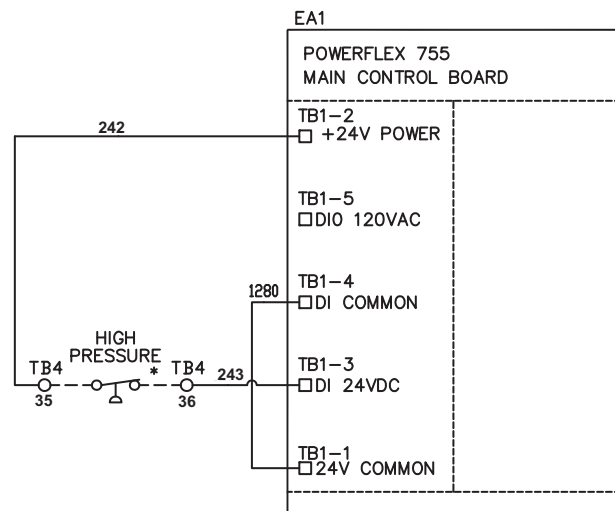 EA1
POWERFLEX 755
MAIN CONTROL BOARD
TB1-2
+24V POWER
242
TB1-5
DIO 120VAC
TB1-4
1280
DI COMMON
HIGH
PRESSURE
*
TB4
TB4
35
36
243
TB1-3
DI 24VDC
TB1-1
24V COMMON